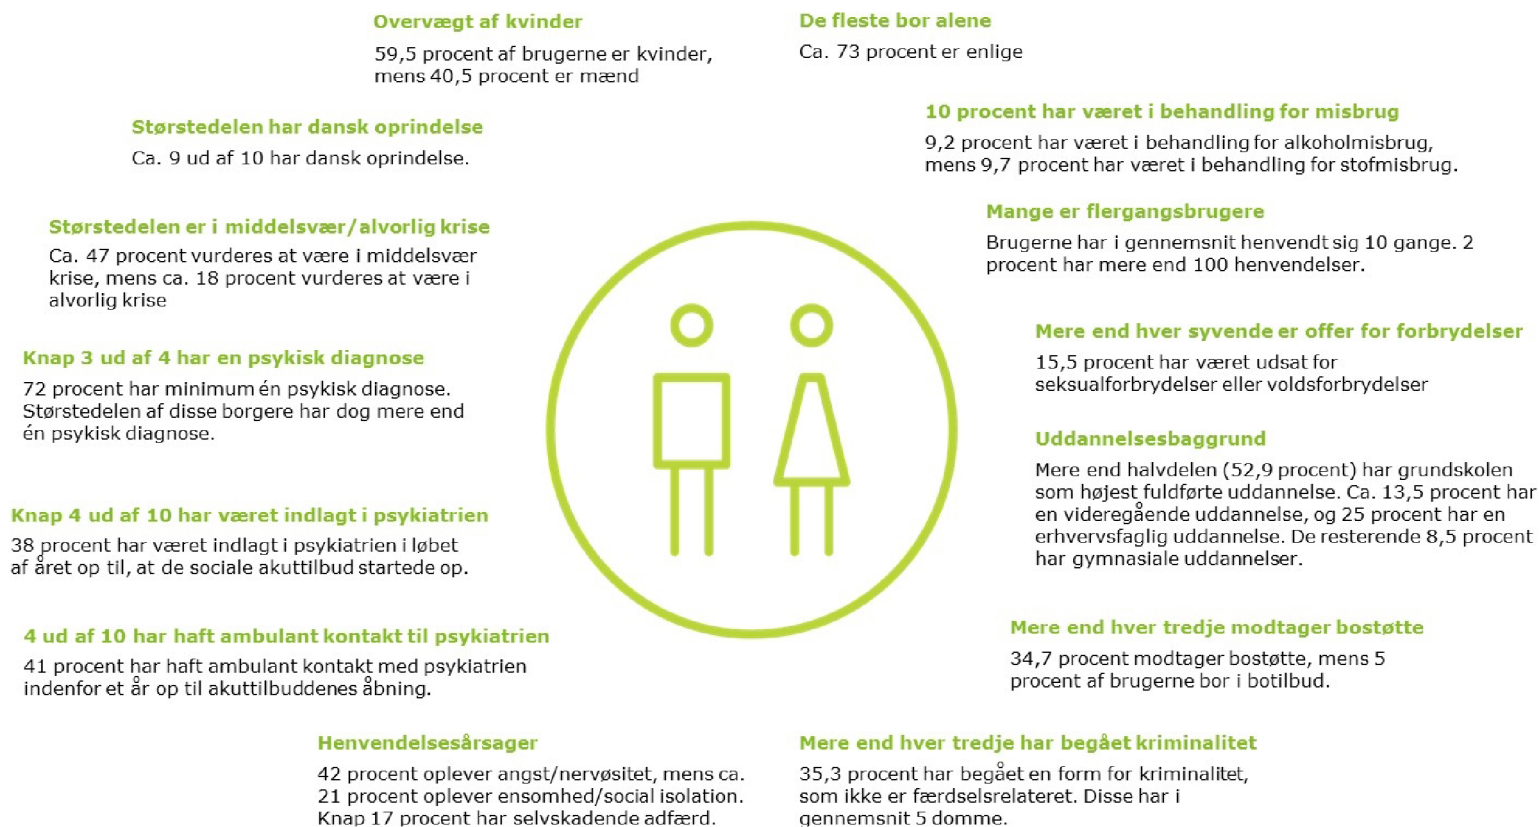 Overvægt af kvinder
59,5 procent af brugerne er kvinder,
mens 40,5 procent er mænd
De fleste bor alene
Ca. 73 procent er enlige
Størstedelen har dansk oprindelse
Ca. 9 ud af 10 har dansk oprindelse.
10 procent har været i behandling for misbrug
9,2 procent har været i behandling for alkoholmisbrug,
mens 9,7 procent har været i behandling for stofmisbrug.
Størstedelen er i middelsvær/alvorlig krise
Ca. 47 procent vurderes at være i middelsvær
krise, mens ca. 18 procent vurderes at være i
alvorlig krise
Mange er flergangsbrugere
Brugerne har i gennemsnit henvendt sig 10 gange. 2
procent har mere end 100 henvendelser.
Knap 3 ud af 4 har en psykisk diagnose
72 procent har minimum én psykisk diagnose.
Størstedelen af disse borgere har dog mere end
én psykisk diagnose.
Mere end hver syvende er offer for forbrydelser
15,5 procent har været udsat for
seksualforbrydelser eller voldsforbrydelser
Uddannelsesbaggrund
Mere end halvdelen (52,9 procent) har grundskolen
som højest fuldførte uddannelse. Ca. 13,5 procent har
en videregående uddannelse, og 25 procent har en
erhvervsfaglig uddannelse. De resterende 8,5 procent
har gymnasiale uddannelser.
Knap 4 ud af 10 har været indlagt i psykiatrien
38 procent har været indlagt i psykiatrien i løbet
af året op til, at de sociale akuttilbud startede op.
4 ud af 10 har haft ambulant kontakt til psykiatrien
41 procent har haft ambulant kontakt med psykiatrien
indenfor et år op til akuttilbuddenes åbning.
Mere end hver tredje modtager bostøtte
34,7 procent modtager bostøtte, mens 5
procent af brugerne bor i botilbud.
Henvendelsesårsager
42 procent oplever angst/nervøsitet, mens ca.
21 procent oplever ensomhed/social isolation.
Knap 17 procent har selvskadende adfærd.
Mere end hver tredje har begået kriminalitet
35,3 procent har begået en form for kriminalitet,
som ikke er færdselsrelateret. Disse har i
gennemsnit 5 domme.